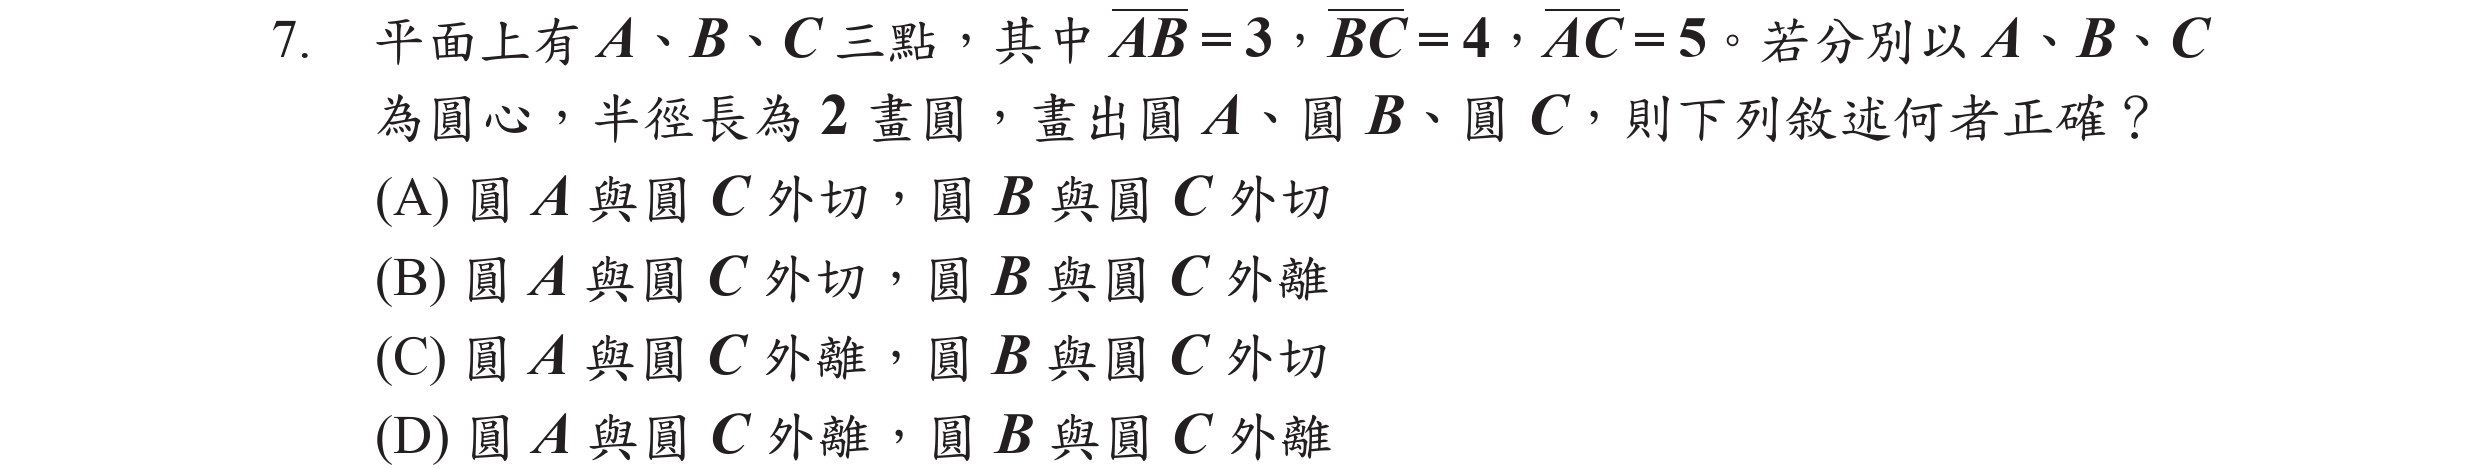 7. 平面上有 A、B、C 三點，其中 AB = 3，BC = 4，AC = 5。若分別以 A、B、C
為圓心，半徑長為 2 畫圓，畫出圓 A、圓 B、圓 C，則下列敘述何者正確？
(A) 圓 A 與圓 C 外切，圓 B 與圓 C 外切
(B) 圓 A 與圓 C 外切，圓 B 與圓 C 外離
(C) 圓 A 與圓 C 外離，圓 B 與圓 C 外切
(D) 圓 A 與圓 C 外離，圓 B 與圓 C 外離